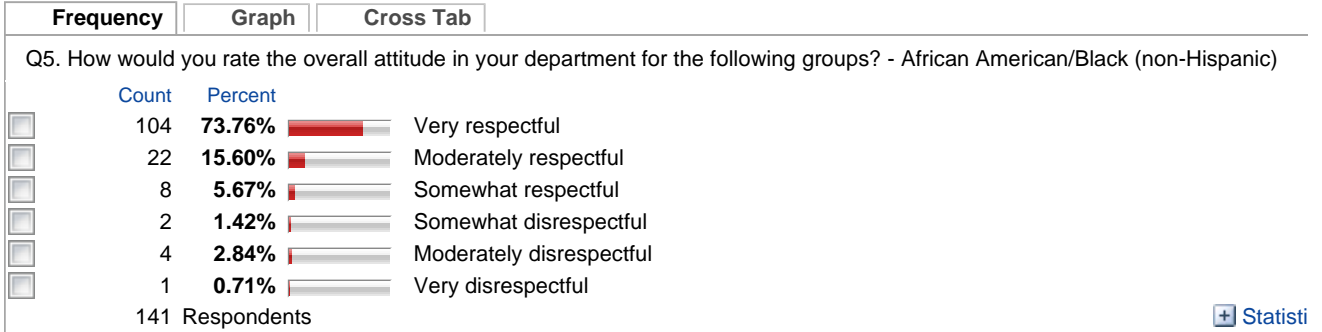 Frequency Graph Cross Tab
Q5. How would you rate the overall attitude in your department for the following groups? - African American/Black (non-Hispanic)
Count Percent
104 73.76% Very respectful
22 15.60% Moderately respectful
8 5.67% Somewhat respectful
2 1.42% Somewhat disrespectful
4 2.84% Moderately disrespectful
1 0.71% Very disrespectful
141 Respondents Statisti